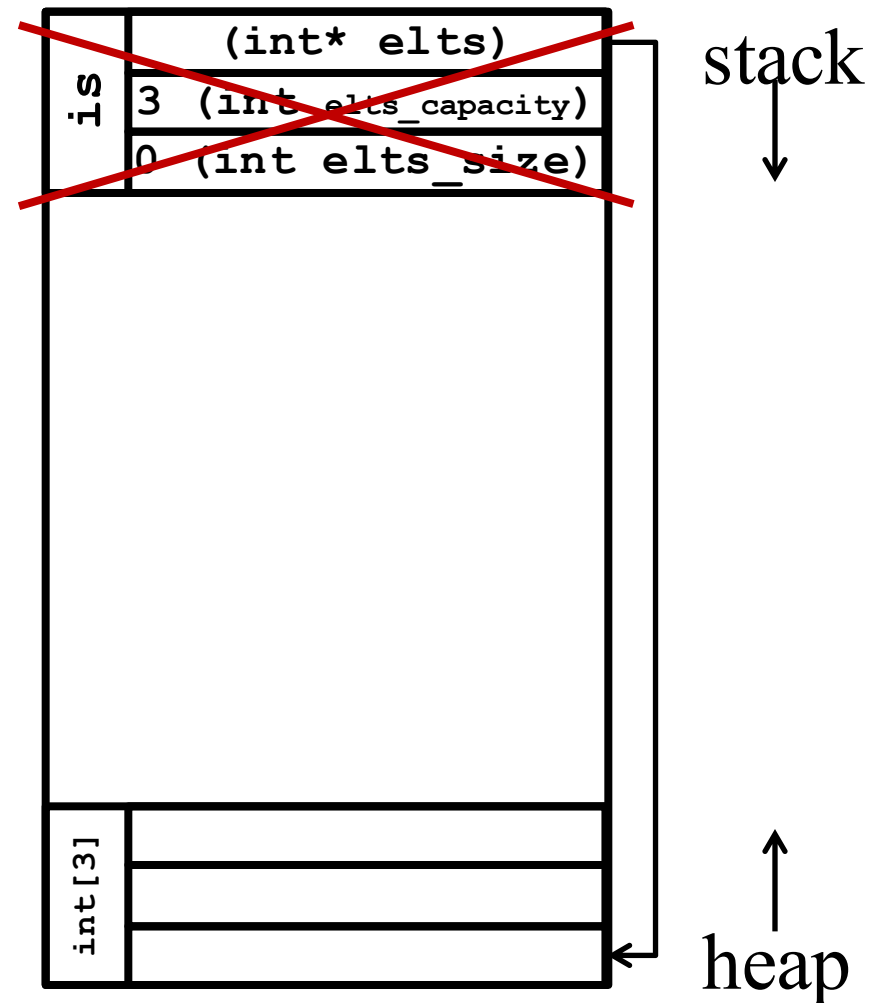 (int* elts)
stack
is
3 (int elts_capacity)
0 (int elts_size)
int[3]
heap